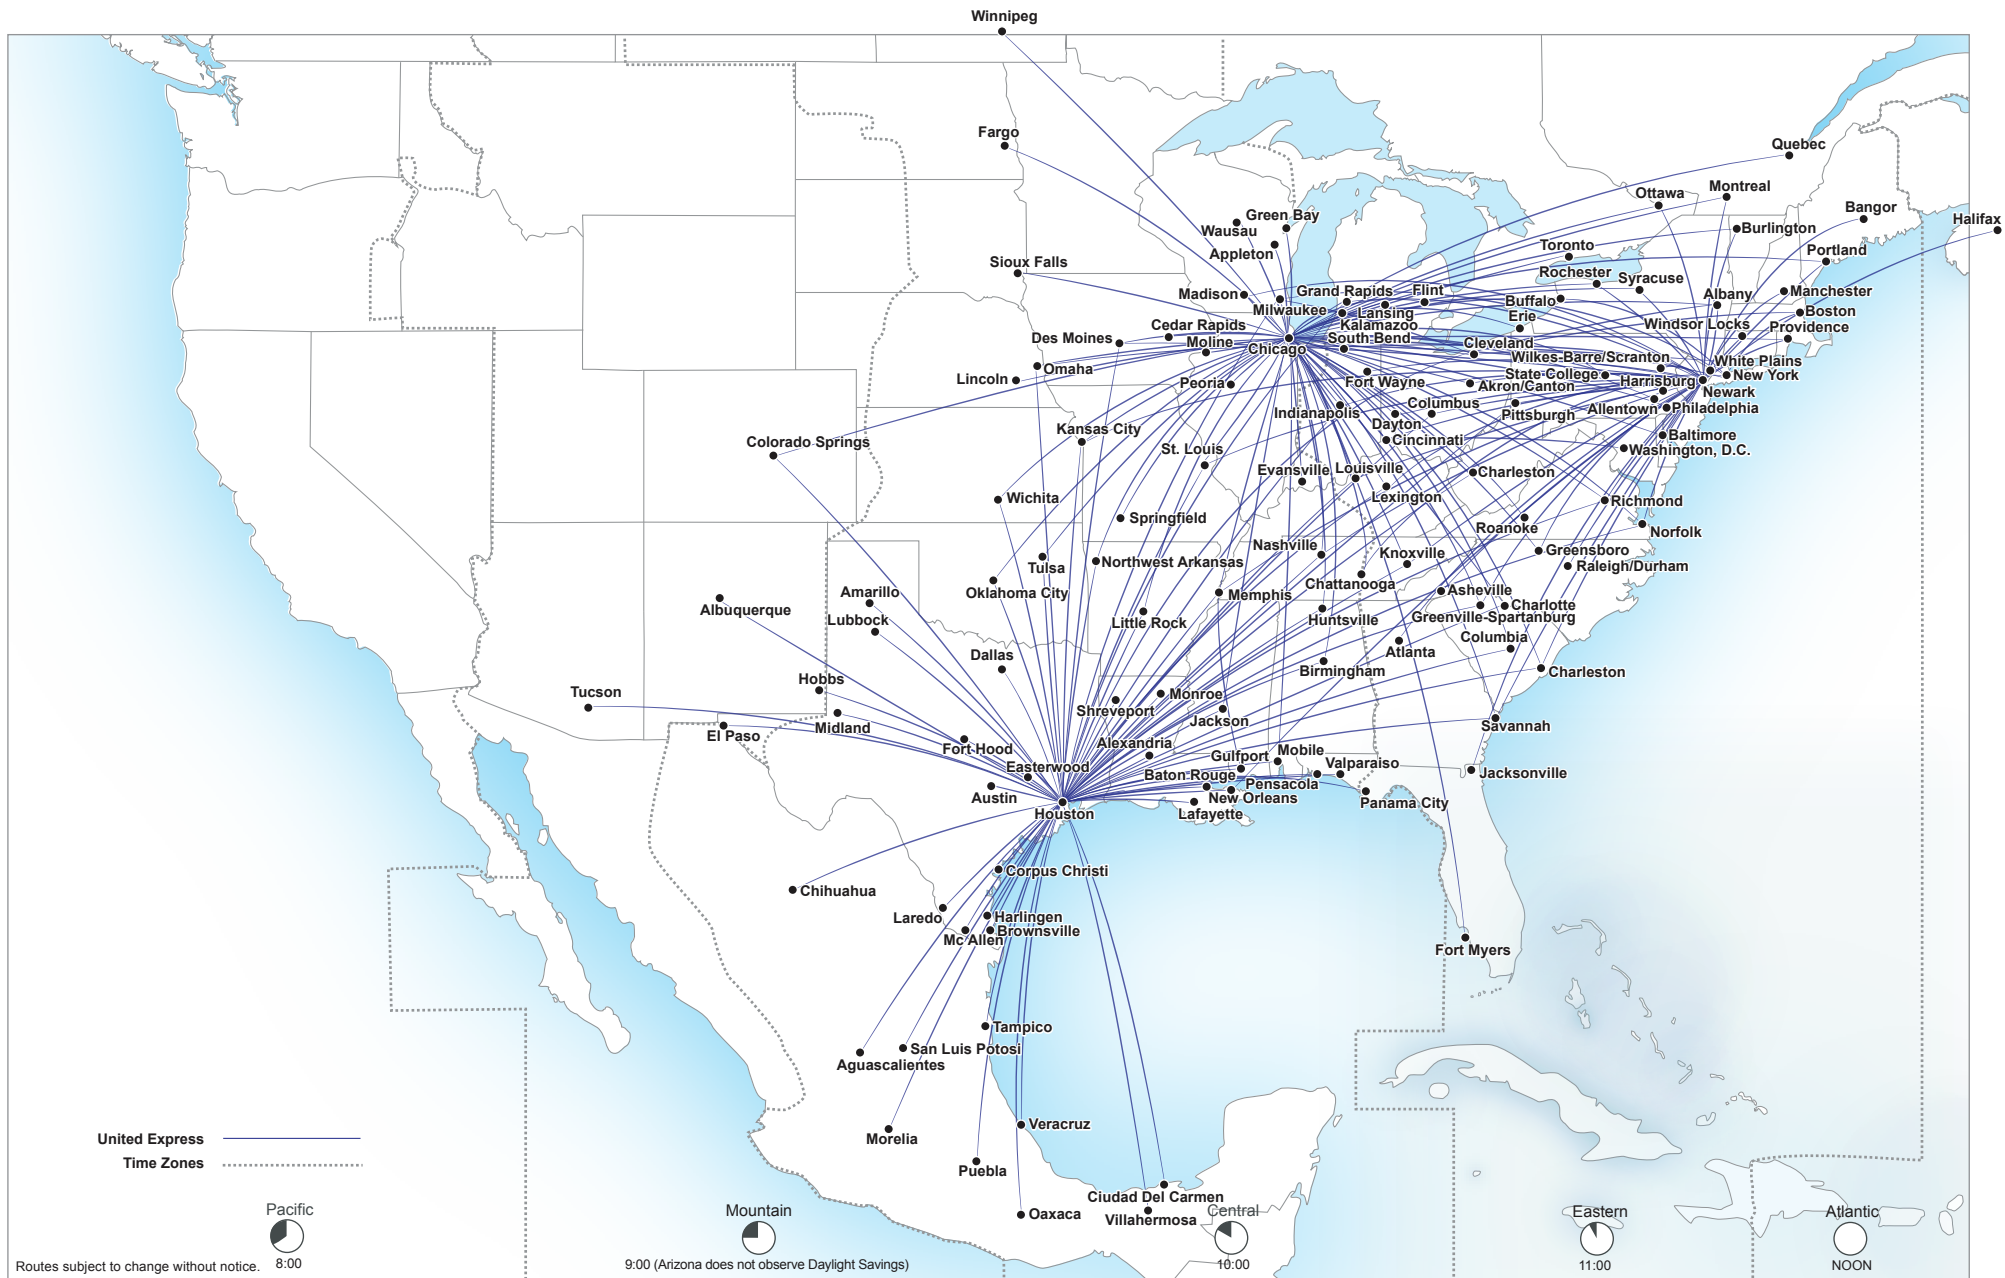 Winnipeg
Fargo
Quebec
Ottawa
Montreal
Bangor
Halifax
Green Bay
Wausau
Burlington
Appleton
Toronto
Portland
Sioux Falls
Rochester
Syracuse
Madison
Grand Rapids
Flint
Buffalo
Albany
Manchester
Milwaukee
Lansing
Erie
Boston
Cedar Rapids
Kalamazoo
Windsor Locks
Providence
Des Moines
Moline
Chicago
South Bend
Cleveland
Wilkes-Barre/Scranton
White Plains
Omaha
Lincoln
Peoria
Fort Wayne
State College
Akron/Canton
Harrisburg
New York
Newark
Indianapolis
Columbus
Pittsburgh
Allentown
Philadelphia
Dayton
Kansas City
Colorado Springs
Cincinnati
Baltimore
St. Louis
Washington, D.C.
Evansville
Louisville
Charleston
Wichita
Lexington
Richmond
Springfield
Roanoke
Norfolk
Nashville
Knoxville
Greensboro
Tulsa
Northwest Arkansas
Raleigh/Durham
Chattanooga
Oklahoma City
Amarillo
Memphis
Asheville
Albuquerque
Charlotte
Lubbock
Little Rock
Huntsville
Greenville-Spartanburg
Columbia
Dallas
Atlanta
Birmingham
Charleston
Hobbs
Tucson
Monroe
Shreveport
Jackson
Midland
Savannah
El Paso
Fort Hood
Alexandria
Gulfport
Mobile
Easterwood
Baton Rouge
Valparaiso
Jacksonville
Pensacola
Austin
New Orleans
Panama City
Houston
Lafayette
Corpus Christi
Chihuahua
Laredo
Harlingen
Brownsville
Mc Allen
Fort Myers
Tampico
San Luis Potosi
Aguascalientes
Veracruz
Morelia
United Express
Time Zones
Puebla
Ciudad Del Carmen
Oaxaca
Villahermosa
Pacific
Mountain
Central
Eastern
Atlantic
Routes subject to change without notice.
8:00
9:00 (Arizona does not observe Daylight Savings)
10:00
11:00
NOON